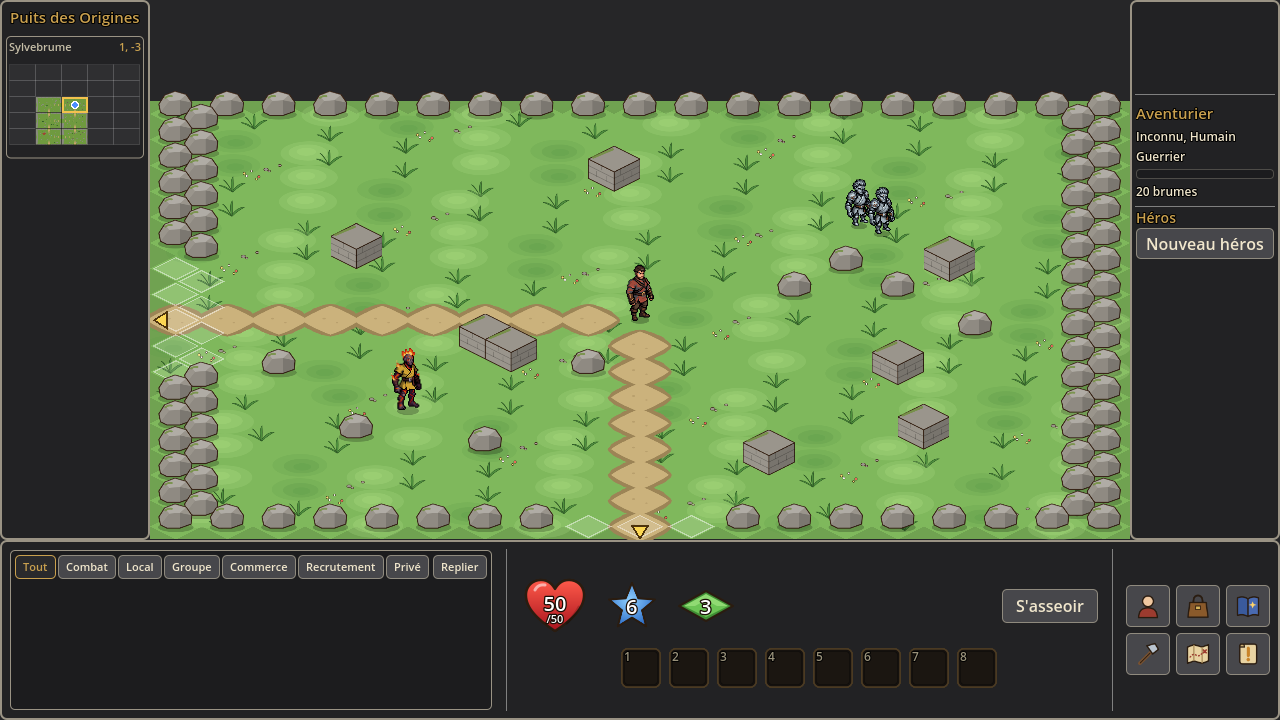 Puits des Origines
Sylvebrume 1, -3
Aventurier
Inconnu, Humain
Guerrier
20 brumes
Héros
Nouveau héros
Tout Combat Local Groupe Commerce Recrutement Privé Replier
50
/50
6
3
S'asseoir
1 2 3 4 5 6 7 8